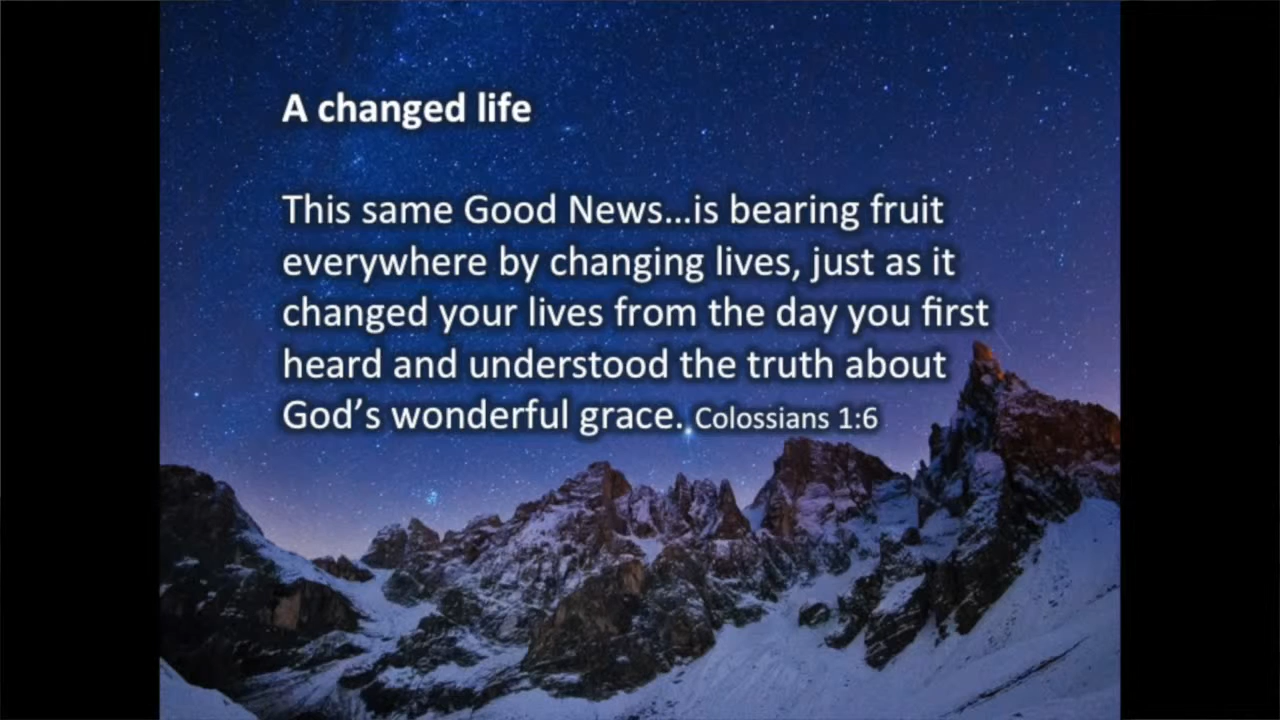 A changed life
This same Good News...is bearing fruit
everywhere by changing lives, just as it
changed your lives from the day you first
heard and understood the truth about
God’s wonderful grace. Colossians 1:6